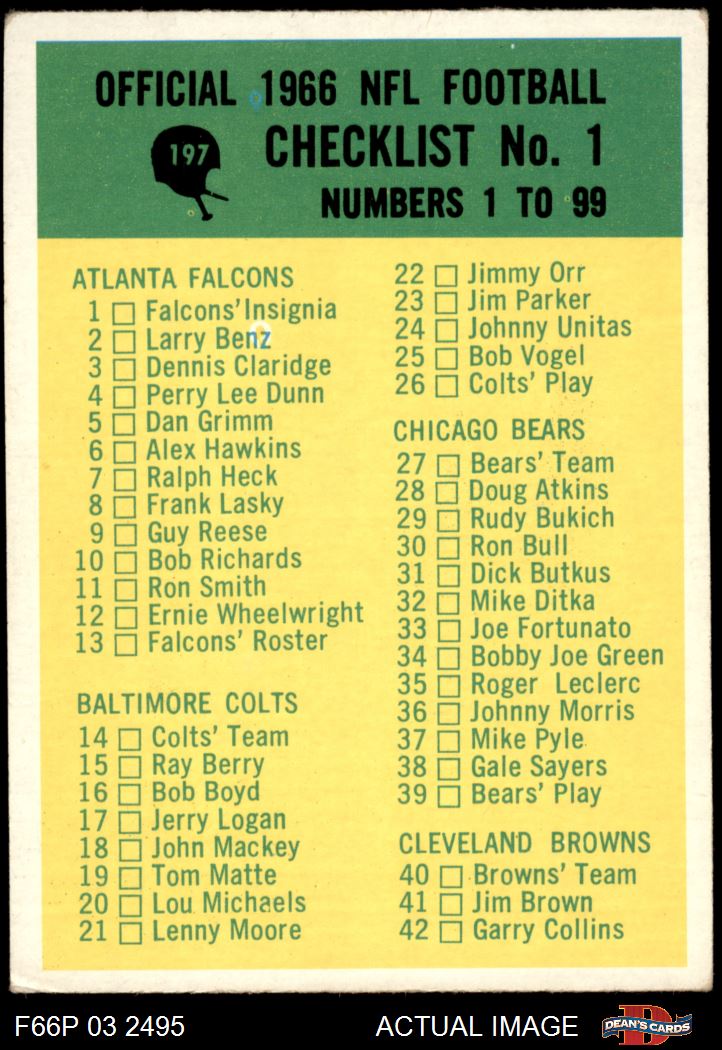 OFFICIAL 1966 NFL FOOTBALL
197
CHECKLIST No. 1
NUMBERS 1 TO 99
ATLANTA FALCONS
1 Falcons' Insignia
2 Larry Benz
3 Dennis Claridge
4 Perry Lee Dunn
5 Dan Grimm
6 Alex Hawkins
7 Ralph Heck
8 Frank Lasky
9 Guy Reese
10 Bob Richards
11 Ron Smith
12 Ernie Wheelwright
13 Falcons' Roster
BALTIMORE COLTS
14 Colts' Team
15 Ray Berry
16 Bob Boyd
17 Jerry Logan
18 John Mackey
19 Tom Matte
20 Lou Michaels
21 Lenny Moore
22 Jimmy Orr
23 Jim Parker
24 Johnny Unitas
25 Bob Vogel
26 Colts' Play
CHICAGO BEARS
27 Bears' Team
28 Doug Atkins
29 Rudy Bukich
30 Ron Bull
31 Dick Butkus
32 Mike Ditka
33 Joe Fortunato
34 Bobby Joe Green
35 Roger Leclerc
36 Johnny Morris
37 Mike Pyle
38 Gale Sayers
39 Bears' Play
CLEVELAND BROWNS
40 Browns' Team
41 Jim Brown
42 Garry Collins
F66P 03 2495
ACTUAL IMAGE
D
DEAN'S CARDS